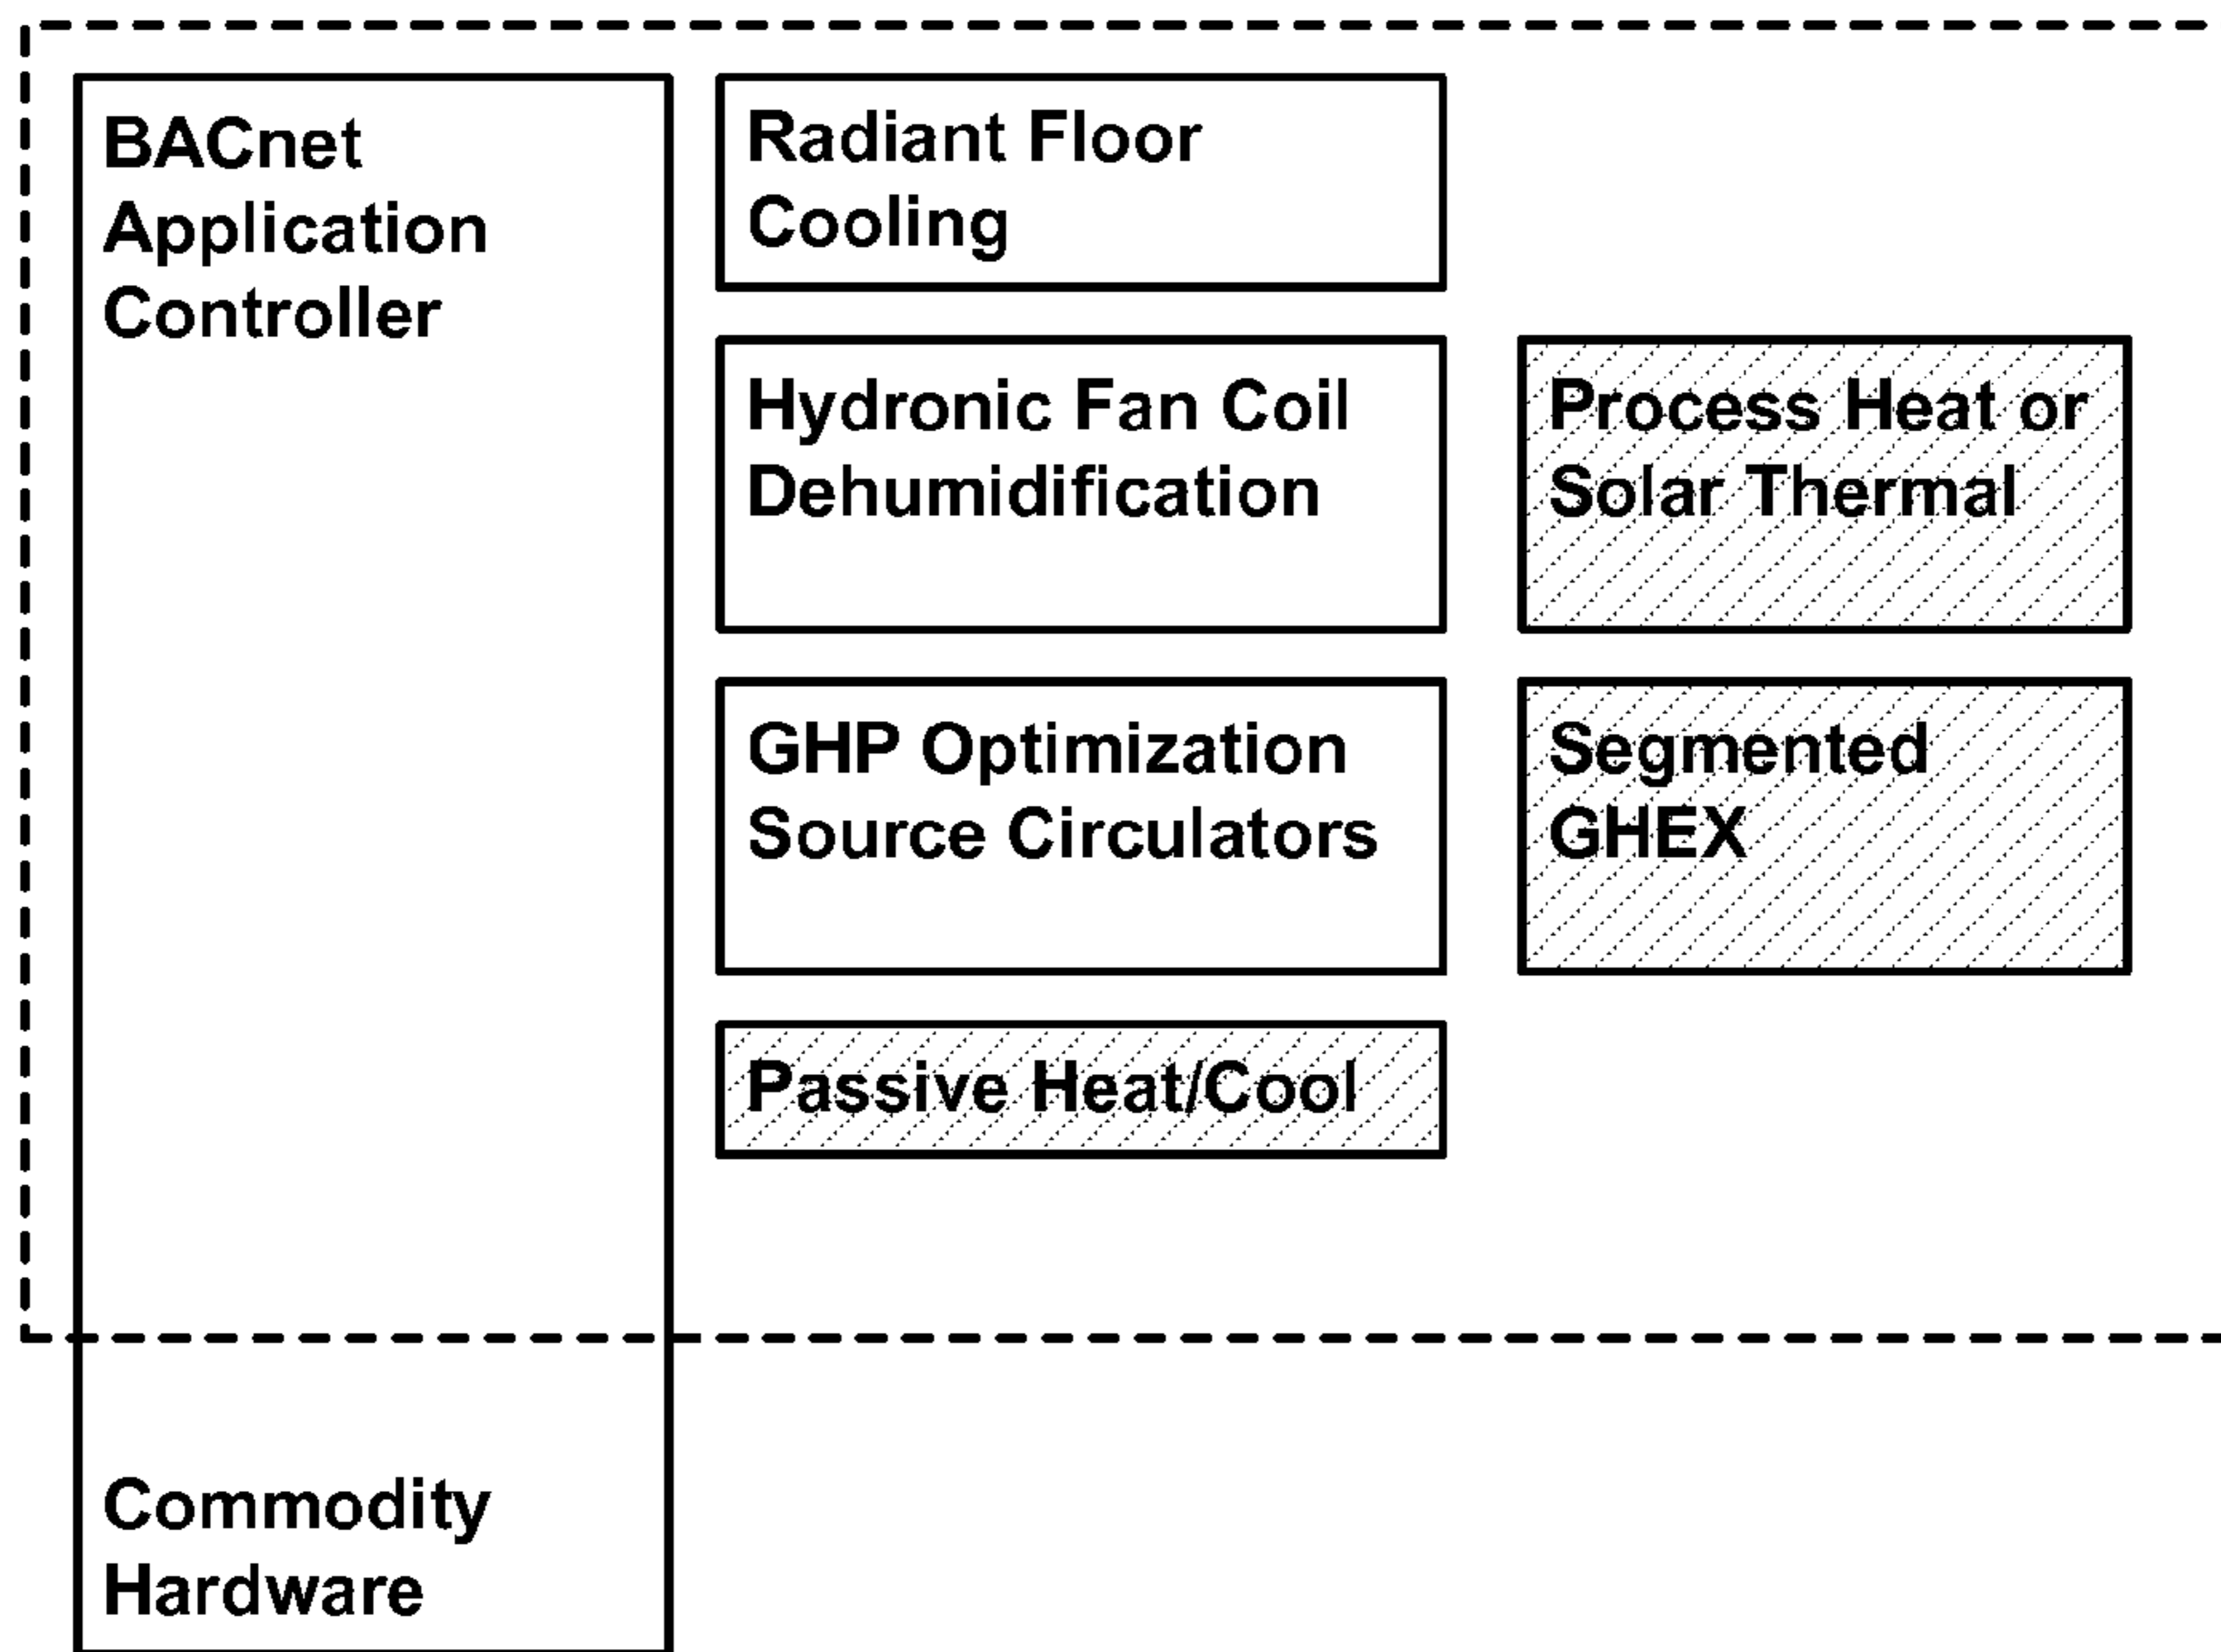 BACnet
Application
Controller
Radiant Floor
Cooling
Hydronic Fan Coil
Dehumidification
Process Heat or
Solar Thermal
GHP Optimization
Source Circulators
Segmented
GHEX
Passive Heat/Cool
Commodity
Hardware